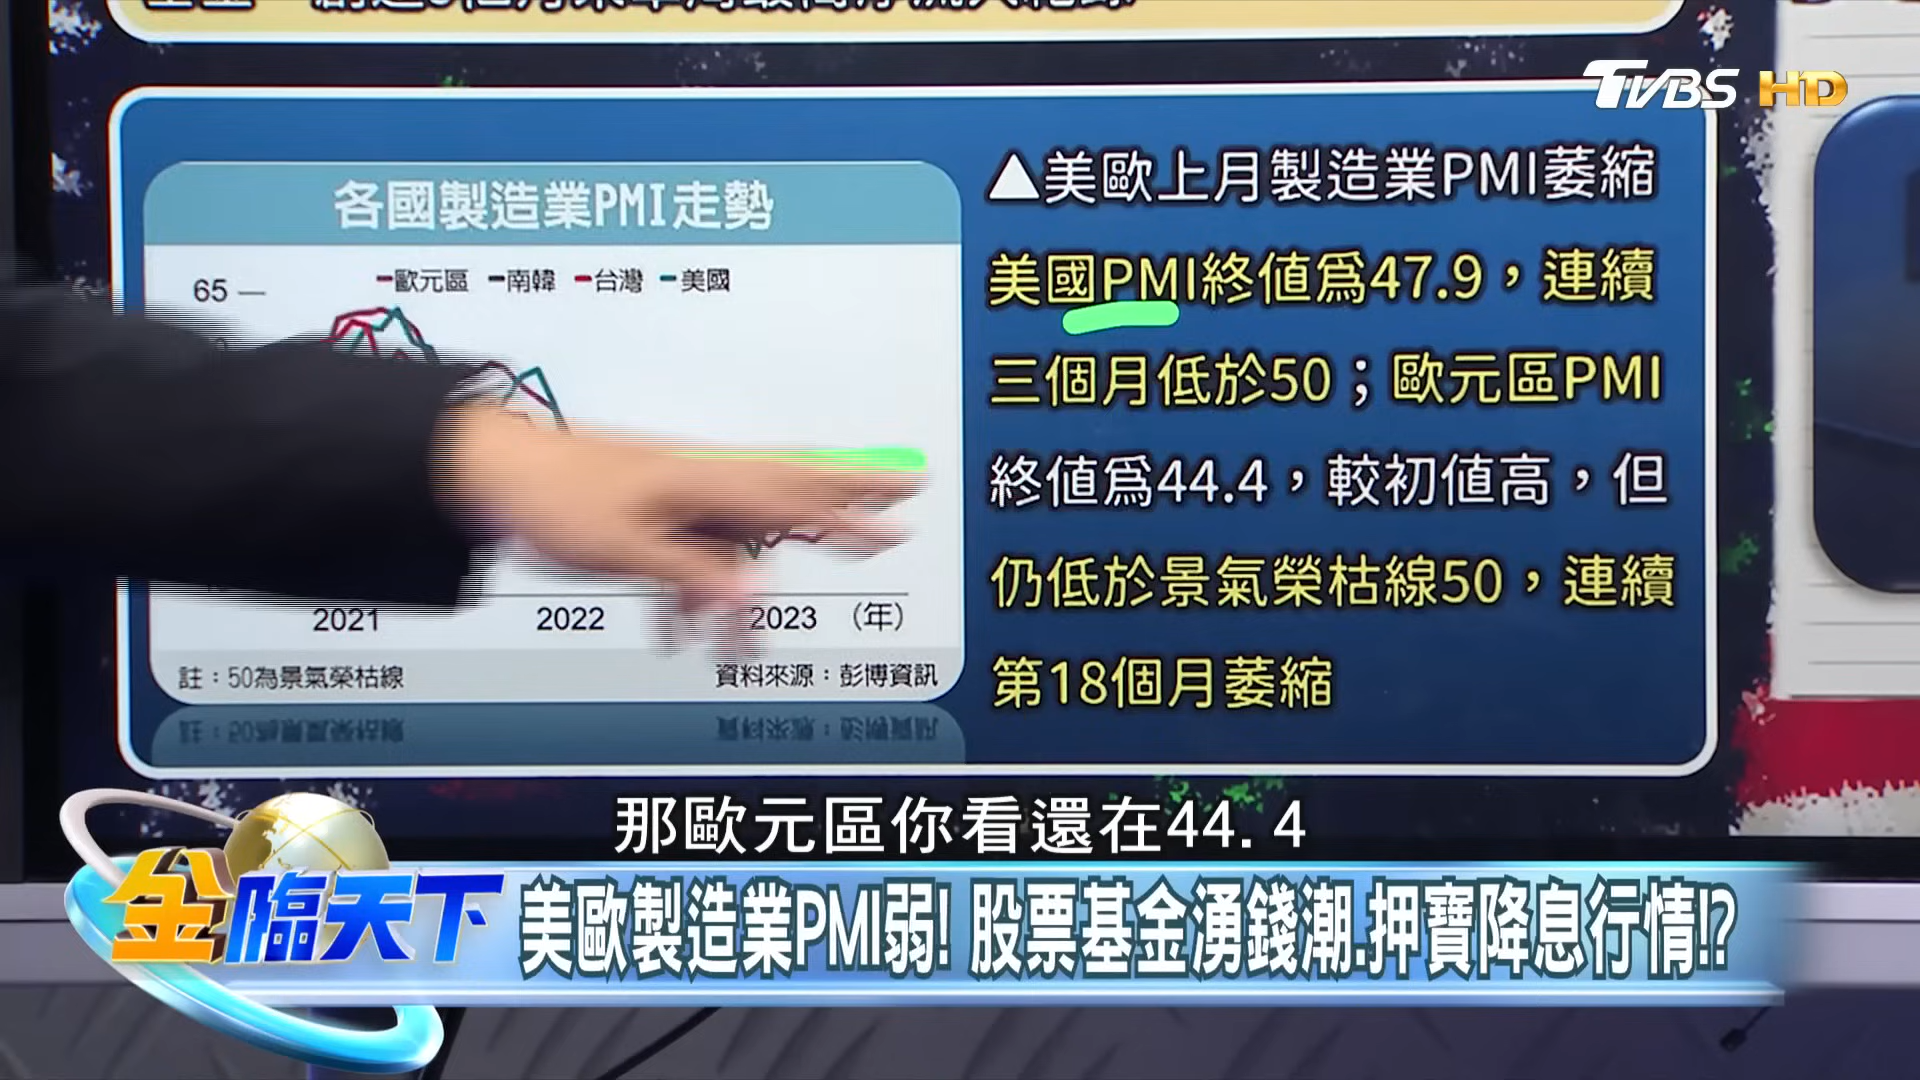 TVBS HD
▲美歐上月製造業PMI萎縮
美國PMI終值為47.9，連續
三個月低於50；歐元區PMI
終值為44.4，較初值高，但
仍低於景氣榮枯線50，連續
第18個月萎縮
各國製造業PMI走勢
65
歐元區 南韓 台灣 美國
2021 2022 2023 （年）
註：50為景氣榮枯線
資料來源：彭博資訊
那歐元區你看還在44.4
金臨天下
美歐製造業PMI弱! 股票基金湧錢潮.押寶降息行情!?